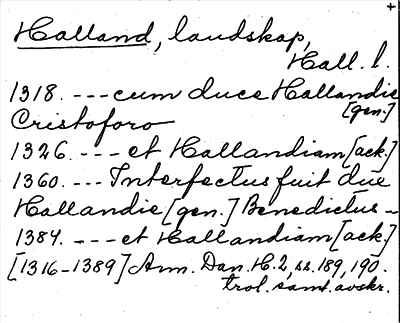 +
Halland, landskap,
Hall. l.
1318. --- cum duce Hallandie
[gen.]
Cristoforo
1326. --- et Hallandiam [ack.]
1360. --- Interfectus fuit due
Hallandie [gen.] Benedictus –
1384. --- et Hallandiam [ack.]
[1316-1389] Ann. Dan. H. 2, ss. 189, 190.
trol. samt. avskr.